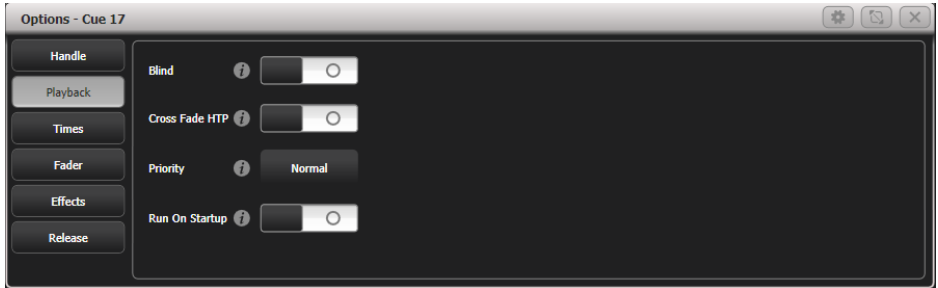 Options - Cue 17
Handle
Playback
Times
Fader
Effects
Release
Blind
Cross Fade HTP
Priority
Normal
Run On Startup